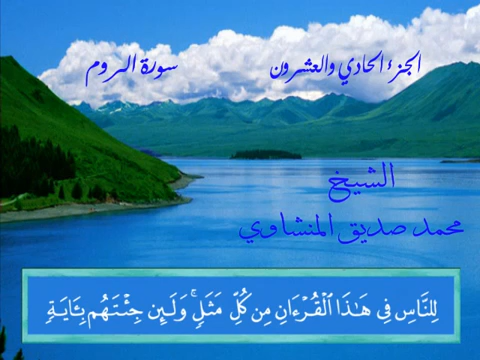 الجزء الحادي والعشرون
سورة الروم
الشيخ
محمد صديق المنشاوي
لِلنَّاسِ فِي هَٰذَا ٱلۡقُرۡءَانِ مِن كُلِّ مَثَلٖۚ وَلَئِن جِئۡتَهُم بِـَٔايَةٖ